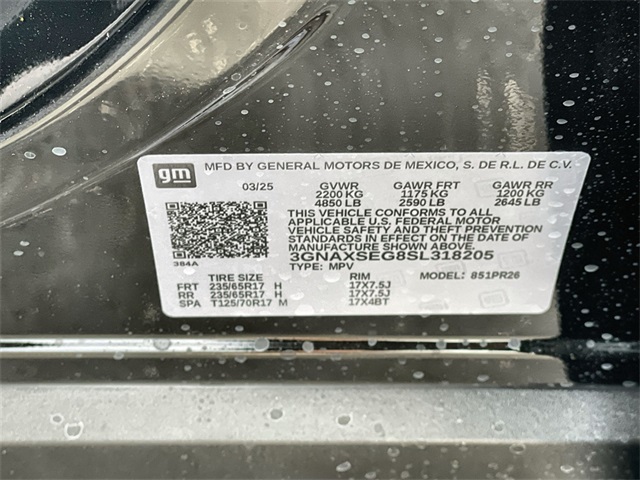 gm MFD BY GENERAL MOTORS DE MEXICO, S. DE R.L. DE C.V.
03/25 GVWR GAWR FRT GAWR RR
2200 KG 1175 KG 1200 KG
4850 LB 2590 LB 2645 LB
THIS VEHICLE CONFORMS TO ALL
APPLICABLE U.S. FEDERAL MOTOR
VEHICLE SAFETY AND THEFT PREVENTION
STANDARDS IN EFFECT ON THE DATE OF
MANUFACTURE SHOWN ABOVE.
3GNAXSEG8SL318205
384A TYPE: MPV MODEL: 851PR26
TIRE SIZE RIM
FRT 235/65R17 H 17X7.5J
RR 235/65R17 H 17X7.5J
SPA T125/70R17 M 17X4BT